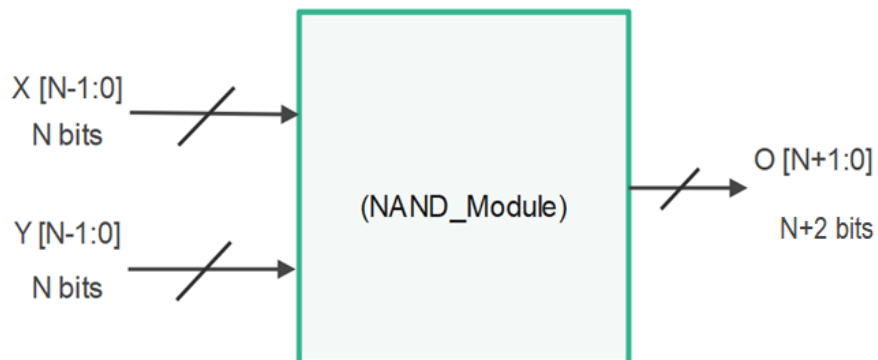 X [N-1:0]
N bits
Y [N-1:0]
N bits
(NAND_Module)
O [N+1:0]
N+2 bits